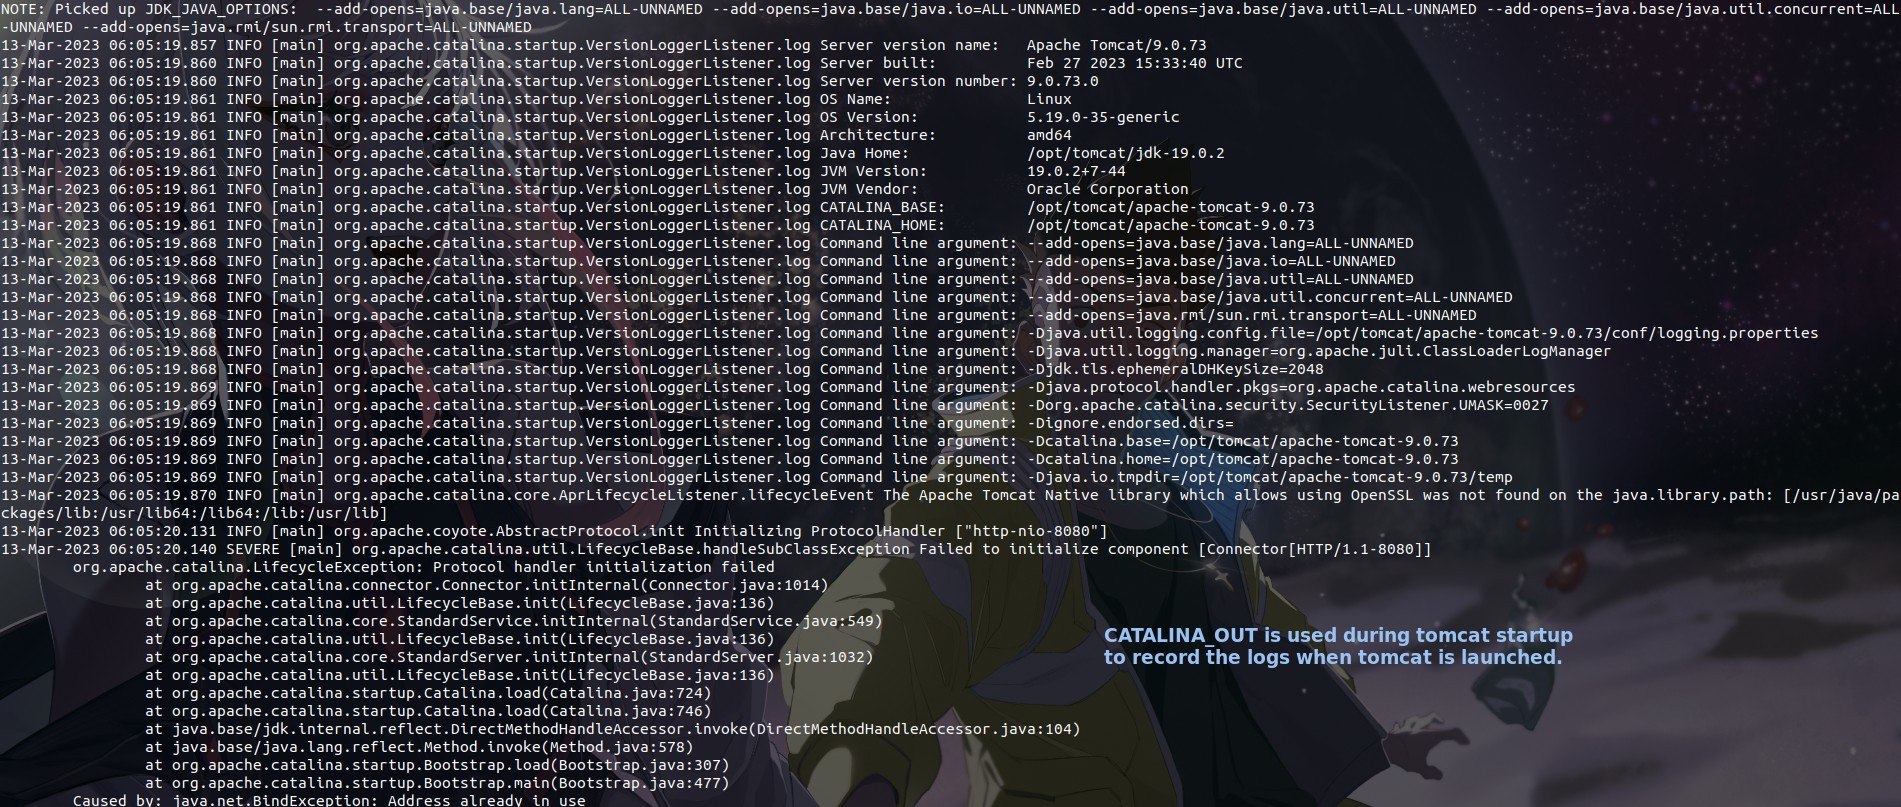 NOTE: Picked up JDK_JAVA_OPTIONS:  --add-opens=java.base/java.lang=ALL-UNNAMED --add-opens=java.base/java.io=ALL-UNNAMED --add-opens=java.base/java.util=ALL-UNNAMED --add-opens=java.base/java.util.concurrent=ALL
-UNNAMED --add-opens=java.rmi/sun.rmi.transport=ALL-UNNAMED
13-Mar-2023 06:05:19.857 INFO [main] org.apache.catalina.startup.VersionLoggerListener.log Server version name:   Apache Tomcat/9.0.73
13-Mar-2023 06:05:19.860 INFO [main] org.apache.catalina.startup.VersionLoggerListener.log Server built:          Feb 27 2023 15:33:40 UTC
13-Mar-2023 06:05:19.860 INFO [main] org.apache.catalina.startup.VersionLoggerListener.log Server version number: 9.0.73.0
13-Mar-2023 06:05:19.861 INFO [main] org.apache.catalina.startup.VersionLoggerListener.log OS Name:               Linux
13-Mar-2023 06:05:19.861 INFO [main] org.apache.catalina.startup.VersionLoggerListener.log OS Version:            5.19.0-35-generic
13-Mar-2023 06:05:19.861 INFO [main] org.apache.catalina.startup.VersionLoggerListener.log Architecture:          amd64
13-Mar-2023 06:05:19.861 INFO [main] org.apache.catalina.startup.VersionLoggerListener.log Java Home:             /opt/tomcat/jdk-19.0.2
13-Mar-2023 06:05:19.861 INFO [main] org.apache.catalina.startup.VersionLoggerListener.log JVM Version:           19.0.2+7-44
13-Mar-2023 06:05:19.861 INFO [main] org.apache.catalina.startup.VersionLoggerListener.log JVM Vendor:            Oracle Corporation
13-Mar-2023 06:05:19.861 INFO [main] org.apache.catalina.startup.VersionLoggerListener.log CATALINA_BASE:         /opt/tomcat/apache-tomcat-9.0.73
13-Mar-2023 06:05:19.861 INFO [main] org.apache.catalina.startup.VersionLoggerListener.log CATALINA_HOME:         /opt/tomcat/apache-tomcat-9.0.73
13-Mar-2023 06:05:19.868 INFO [main] org.apache.catalina.startup.VersionLoggerListener.log Command line argument: --add-opens=java.base/java.lang=ALL-UNNAMED
13-Mar-2023 06:05:19.868 INFO [main] org.apache.catalina.startup.VersionLoggerListener.log Command line argument: --add-opens=java.base/java.io=ALL-UNNAMED
13-Mar-2023 06:05:19.868 INFO [main] org.apache.catalina.startup.VersionLoggerListener.log Command line argument: --add-opens=java.base/java.util=ALL-UNNAMED
13-Mar-2023 06:05:19.868 INFO [main] org.apache.catalina.startup.VersionLoggerListener.log Command line argument: --add-opens=java.base/java.util.concurrent=ALL-UNNAMED
13-Mar-2023 06:05:19.868 INFO [main] org.apache.catalina.startup.VersionLoggerListener.log Command line argument: --add-opens=java.rmi/sun.rmi.transport=ALL-UNNAMED
13-Mar-2023 06:05:19.868 INFO [main] org.apache.catalina.startup.VersionLoggerListener.log Command line argument: -Djava.util.logging.config.file=/opt/tomcat/apache-tomcat-9.0.73/conf/logging.properties
13-Mar-2023 06:05:19.868 INFO [main] org.apache.catalina.startup.VersionLoggerListener.log Command line argument: -Djava.util.logging.manager=org.apache.juli.ClassLoaderLogManager
13-Mar-2023 06:05:19.868 INFO [main] org.apache.catalina.startup.VersionLoggerListener.log Command line argument: -Djdk.tls.ephemeralDHKeySize=2048
13-Mar-2023 06:05:19.869 INFO [main] org.apache.catalina.startup.VersionLoggerListener.log Command line argument: -Djava.protocol.handler.pkgs=org.apache.catalina.webresources
13-Mar-2023 06:05:19.869 INFO [main] org.apache.catalina.startup.VersionLoggerListener.log Command line argument: -Dorg.apache.catalina.security.SecurityListener.UMASK=0027
13-Mar-2023 06:05:19.869 INFO [main] org.apache.catalina.startup.VersionLoggerListener.log Command line argument: -Dignore.endorsed.dirs=
13-Mar-2023 06:05:19.869 INFO [main] org.apache.catalina.startup.VersionLoggerListener.log Command line argument: -Dcatalina.base=/opt/tomcat/apache-tomcat-9.0.73
13-Mar-2023 06:05:19.869 INFO [main] org.apache.catalina.startup.VersionLoggerListener.log Command line argument: -Dcatalina.home=/opt/tomcat/apache-tomcat-9.0.73
13-Mar-2023 06:05:19.869 INFO [main] org.apache.catalina.startup.VersionLoggerListener.log Command line argument: -Djava.io.tmpdir=/opt/tomcat/apache-tomcat-9.0.73/temp
13-Mar-2023 06:05:19.870 INFO [main] org.apache.catalina.core.AprLifecycleListener.lifecycleEvent The Apache Tomcat Native library which allows using OpenSSL was not found on the java.library.path: [/usr/java/pa
ckages/lib:/usr/lib64:/lib64:/lib:/usr/lib]
13-Mar-2023 06:05:20.131 INFO [main] org.apache.coyote.AbstractProtocol.init Initializing ProtocolHandler ["http-nio-8080"]
13-Mar-2023 06:05:20.140 SEVERE [main] org.apache.catalina.util.LifecycleBase.handleSubClassException Failed to initialize component [Connector[HTTP/1.1-8080]]
org.apache.catalina.LifecycleException: Protocol handler initialization failed
at org.apache.catalina.connector.Connector.initInternal(Connector.java:1014)
at org.apache.catalina.util.LifecycleBase.init(LifecycleBase.java:136)
at org.apache.catalina.core.StandardService.initInternal(StandardService.java:549)
at org.apache.catalina.util.LifecycleBase.init(LifecycleBase.java:136)
at org.apache.catalina.core.StandardServer.initInternal(StandardServer.java:1032)
at org.apache.catalina.util.LifecycleBase.init(LifecycleBase.java:136)
at org.apache.catalina.startup.Catalina.load(Catalina.java:724)
at org.apache.catalina.startup.Catalina.load(Catalina.java:746)
at java.base/jdk.internal.reflect.DirectMethodHandleAccessor.invoke(DirectMethodHandleAccessor.java:104)
at java.base/java.lang.reflect.Method.invoke(Method.java:578)
at org.apache.catalina.startup.Bootstrap.load(Bootstrap.java:307)
at org.apache.catalina.startup.Bootstrap.main(Bootstrap.java:477)
Caused by: java.net.BindException: Address already in use
CATALINA_OUT is used during tomcat startup
to record the logs when tomcat is launched.